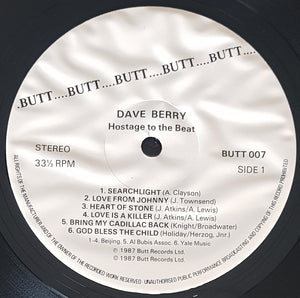 .BUTT....BUTT....BUTT....BUTT....BUTT....
DAVE BERRY
Hostage to the Beat
STEREO
33⅓ RPM
BUTT 007
SIDE 1
1. SEARCHLIGHT (A. Clayson)
2. LOVE FROM JOHNNY (J. Townsend)
3. HEART OF STONE (J. Atkins/A. Lewis)
4. LOVE IS A KILLER (J. Atkins/A. Lewis)
5. BRING MY CADILLAC BACK (Knight/Broadwater)
6. GOD BLESS THE CHILD (Holiday/Herzog, Jnr.)
1-4. Beijing. 5. Al Bubis Assoc. 6. Yale Music
℗ 1987 Butt Records Ltd.
© 1987 Butt Records Ltd.
ALL RIGHTS OF THE MANUFACTURER AND OF THE OWNER OF THE RECORDED WORK RESERVED. UNAUTHORISED PUBLIC PERFORMANCE BROADCASTING AND COPYING OF THIS RECORD PROHIBITED